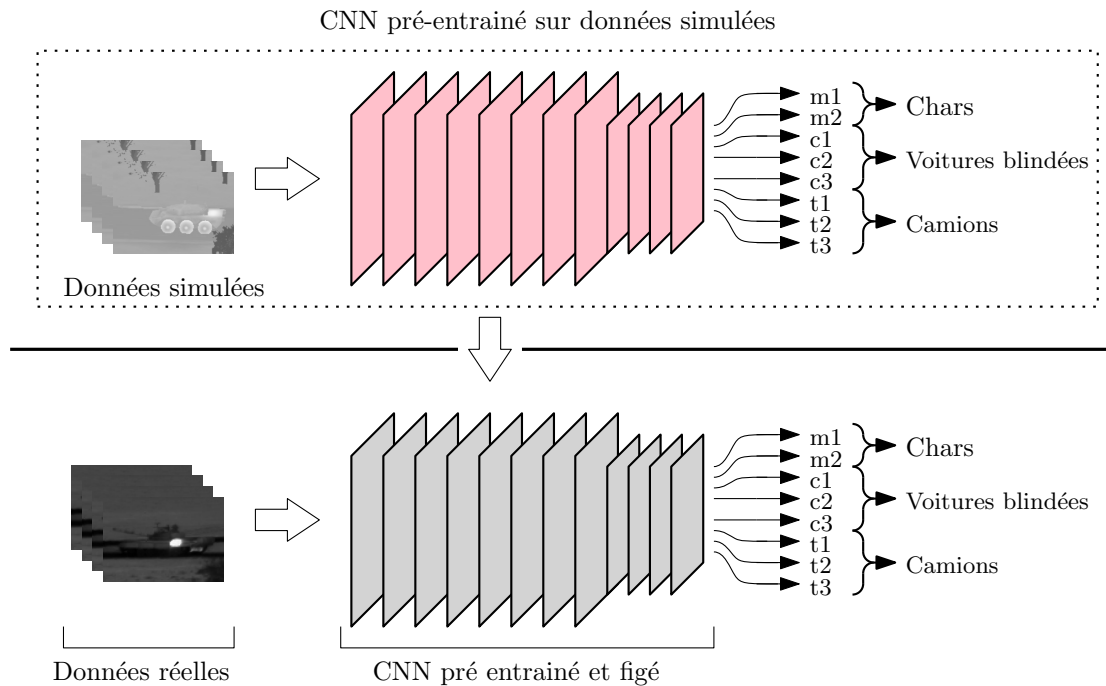 CNN pré-entrainé sur données simulées
m1
m2
c1
c2
c3
t1
t2
t3
Chars
Voitures blindées
Camions
Données simulées
m1
m2
c1
c2
c3
t1
t2
t3
Chars
Voitures blindées
Camions
Données réelles
CNN pré entrainé et figé